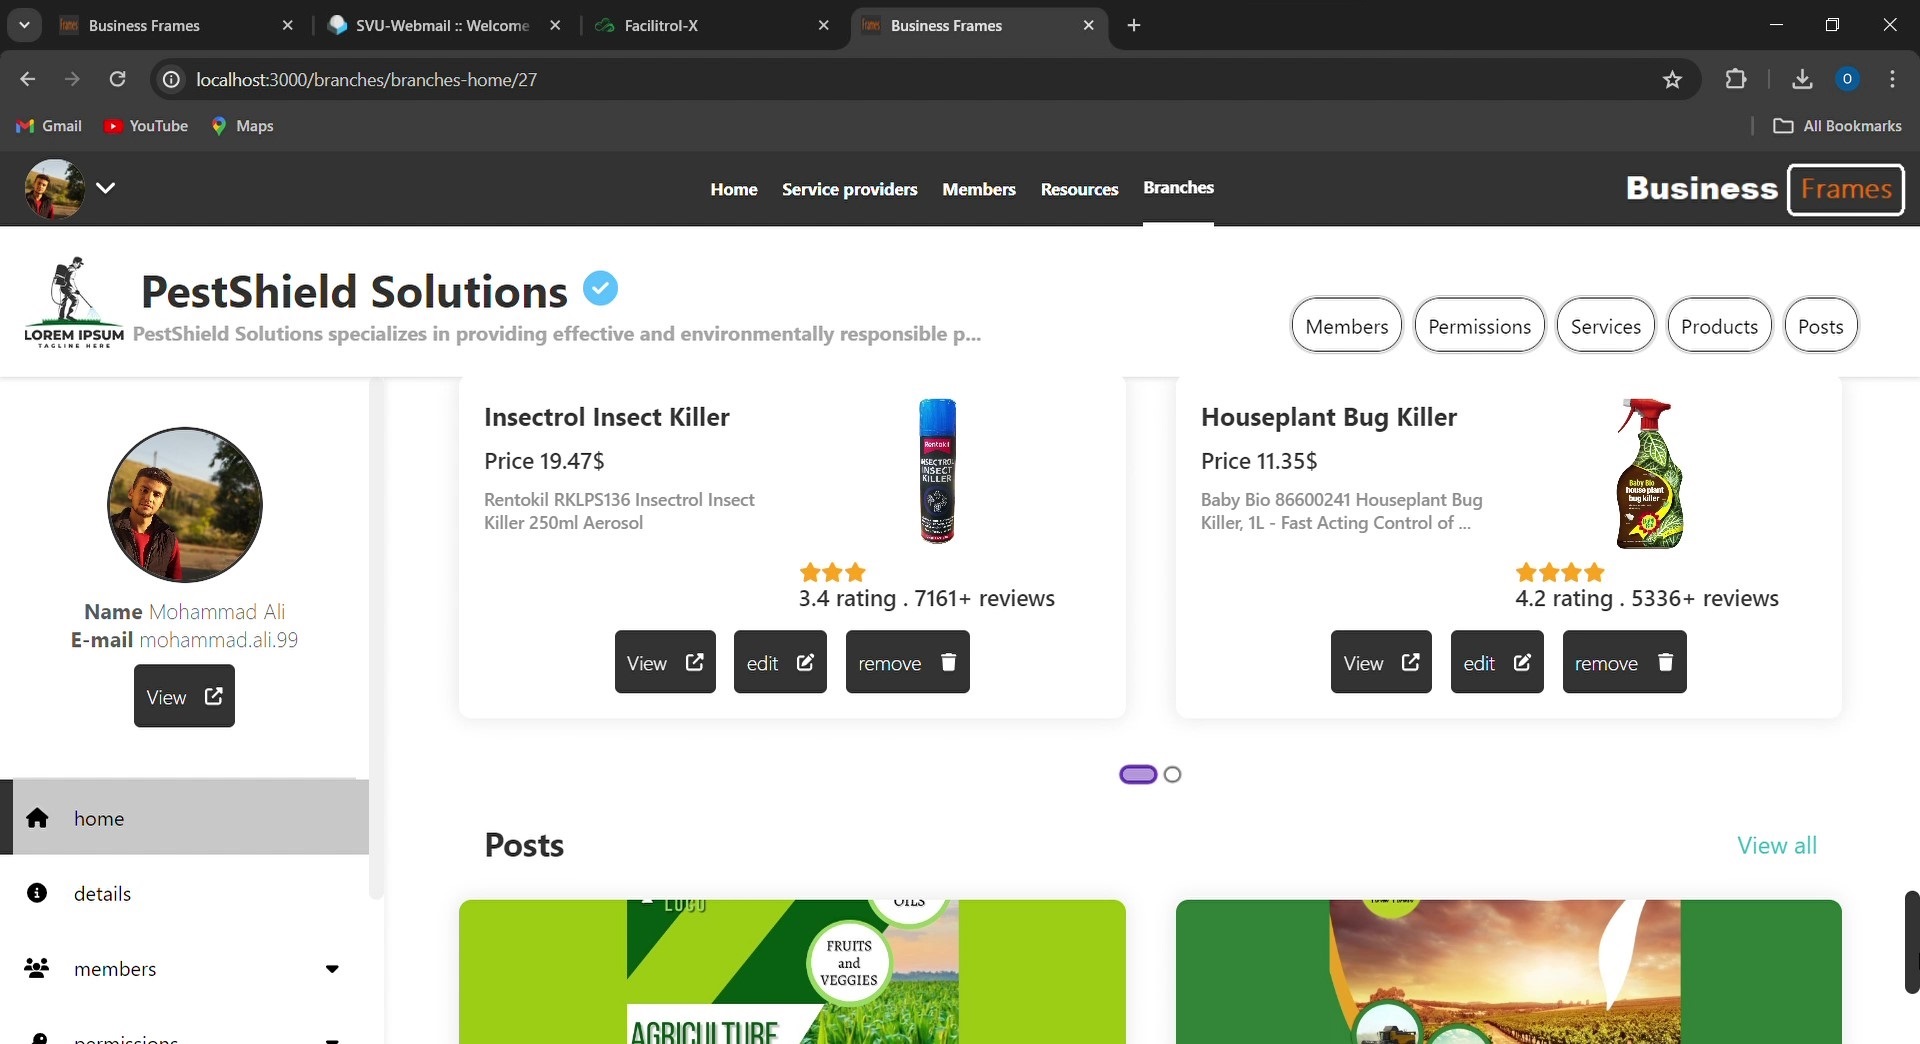 Business Frames
SVU-Webmail :: Welcome
Facilitrol-X
Business Frames
localhost:3000/branches/branches-home/27
O
Gmail
YouTube
Maps
All Bookmarks
Home
Service providers
Members
Resources
Branches
Business Frames
LOREM IPSUM
TAGLINE HERE
PestShield Solutions
PestShield Solutions specializes in providing effective and environmentally responsible p...
Members
Permissions
Services
Products
Posts
Name Mohammad Ali
E-mail mohammad.ali.99
View
home
details
members
permissions
Insectrol Insect Killer
Price 19.47$
Rentokil RKLPS136 Insectrol Insect
Killer 250ml Aerosol
Rentokil
INSECTROL
INSECT
KILLER
3.4 rating . 7161+ reviews
View
edit
remove
Houseplant Bug Killer
Price 11.35$
Baby Bio 86600241 Houseplant Bug
Killer, 1L - Fast Acting Control of ...
Baby Bio
house plant
bug killer
4.2 rating . 5336+ reviews
View
edit
remove
Posts
View all
LOGO
OILS
FRUITS
and
VEGGIES
AGRICULTURE